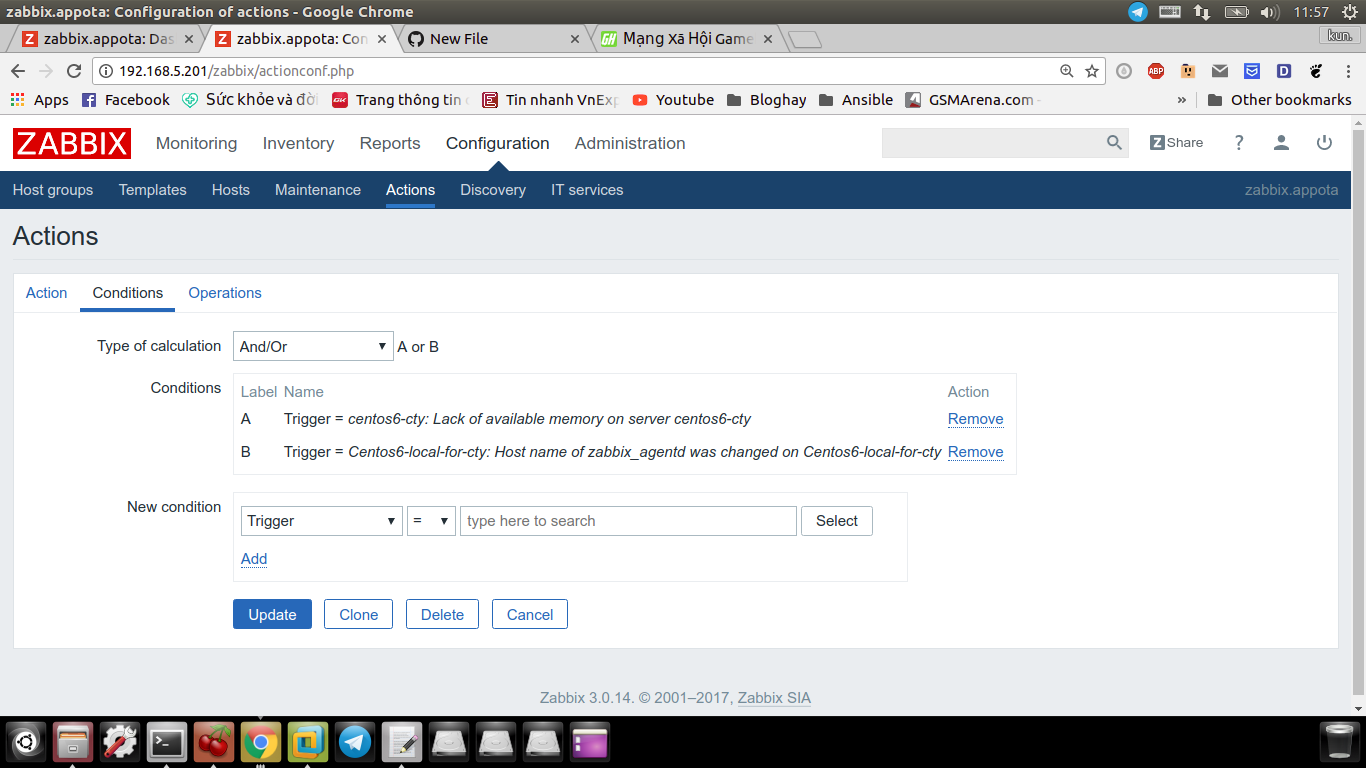 zabbix.appota: Configuration of actions - Google Chrome 11:57
zabbix.appota: Das zabbix.appota: Con New File Mạng Xã Hội Game kun.
192.168.5.201/zabbix/actionconf.php
Apps Facebook Sức khỏe và đời Trang thông tin Tin nhanh VnExp Youtube Bloghay Ansible GSMArena.com - » Other bookmarks
ZABBIX Monitoring Inventory Reports Configuration Administration Z Share ?
Host groups Templates Hosts Maintenance Actions Discovery IT services zabbix.appota
Actions
Action Conditions Operations
Type of calculation And/Or A or B
Conditions Label Name Action
A Trigger = centos6-cty: Lack of available memory on server centos6-cty Remove
B Trigger = Centos6-local-for-cty: Host name of zabbix_agentd was changed on Centos6-local-for-cty Remove
New condition Trigger = type here to search Select
Add
Update Clone Delete Cancel
Zabbix 3.0.14. © 2001–2017, Zabbix SIA